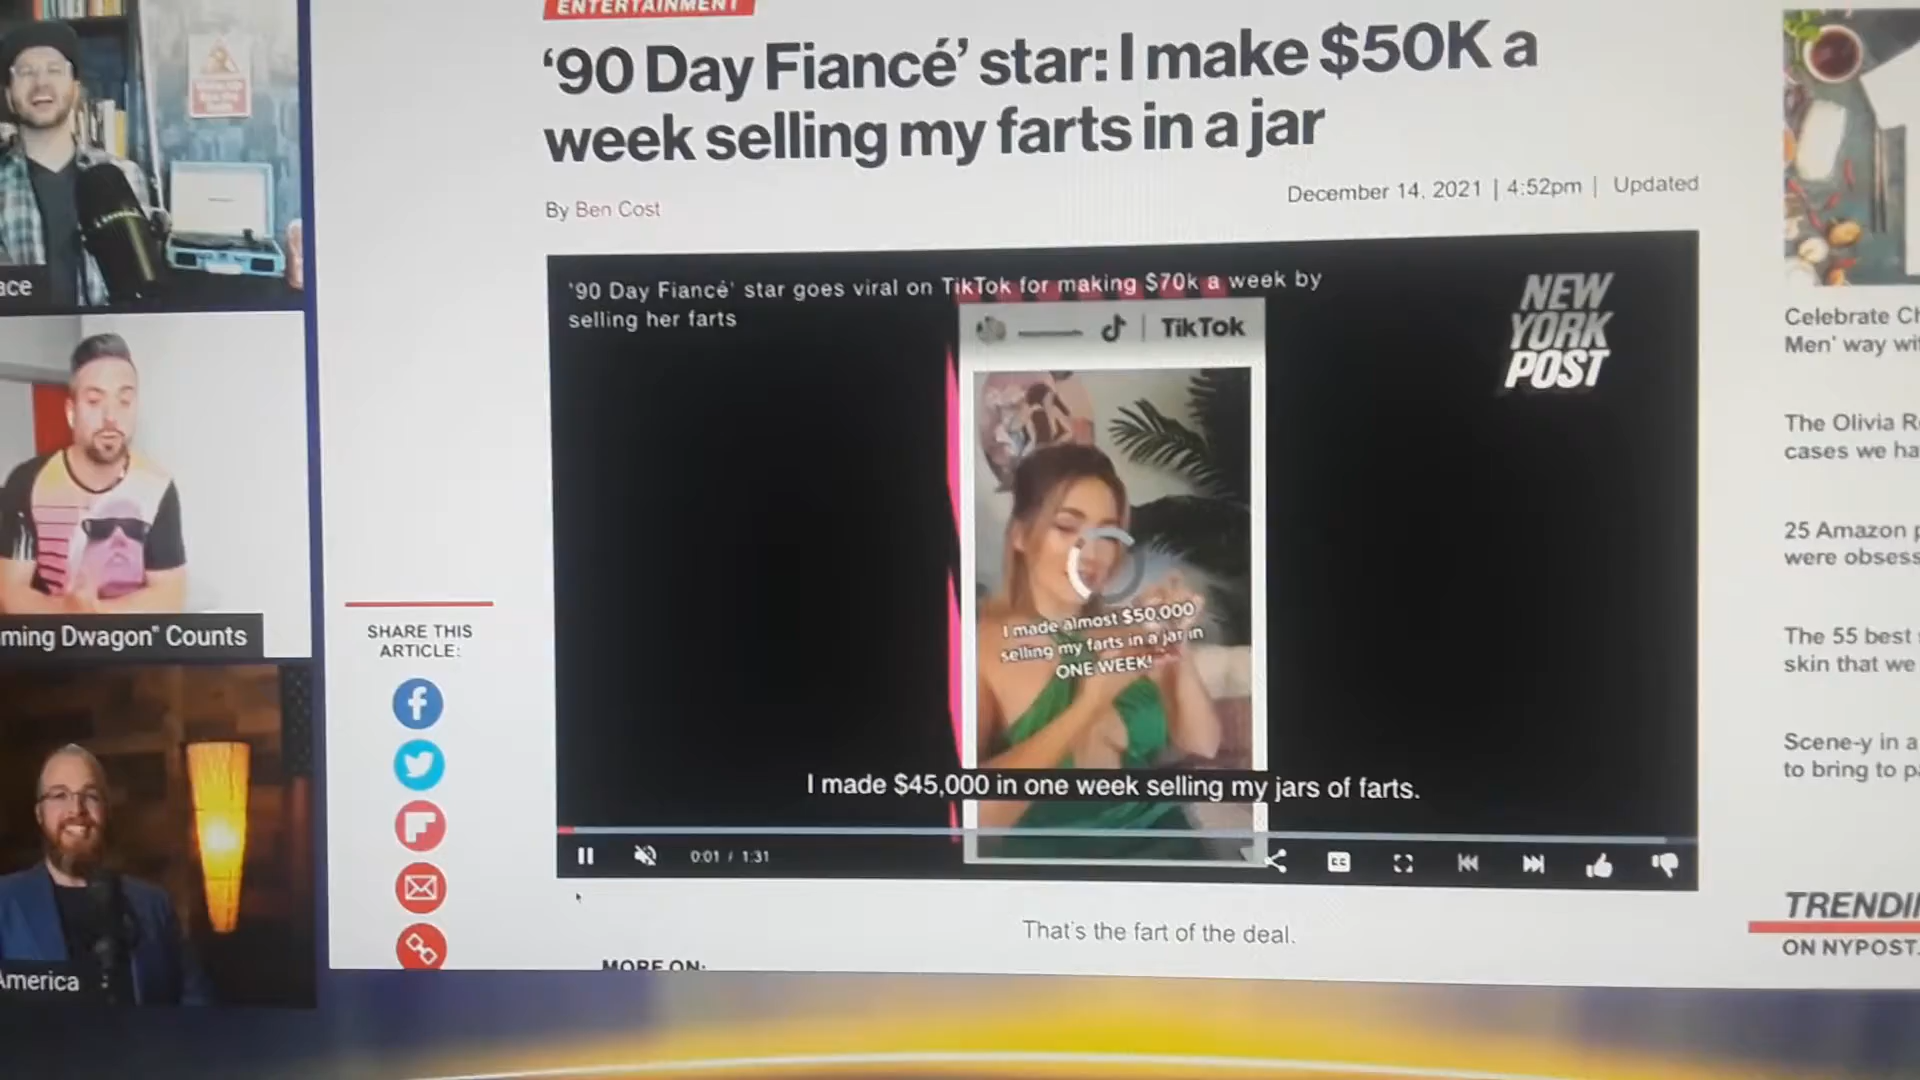 ENTERTAINMENT
‘90 Day Fiancé’ star: I make $50K a
week selling my farts in a jar
By Ben Cost
December 14, 2021 | 4:52pm | Updated
'90 Day Fiancé' star goes viral on TikTok for making $70k a week by
selling her farts
NEW
YORK
POST
TikTok
I made almost $50,000
selling my farts in a jar in
ONE WEEK!
I made $45,000 in one week selling my jars of farts.
0:01 / 1:31
CC
That's the fart of the deal.
MORE ON:
SHARE THIS
ARTICLE:
ace
ming Dwagon" Counts
America
Celebrate Ch
Men' way wi
The Olivia R
cases we ha
25 Amazon p
were obsess
The 55 best
skin that we
Scene-y in a
to bring to pa
TRENDI
ON NYPOST.